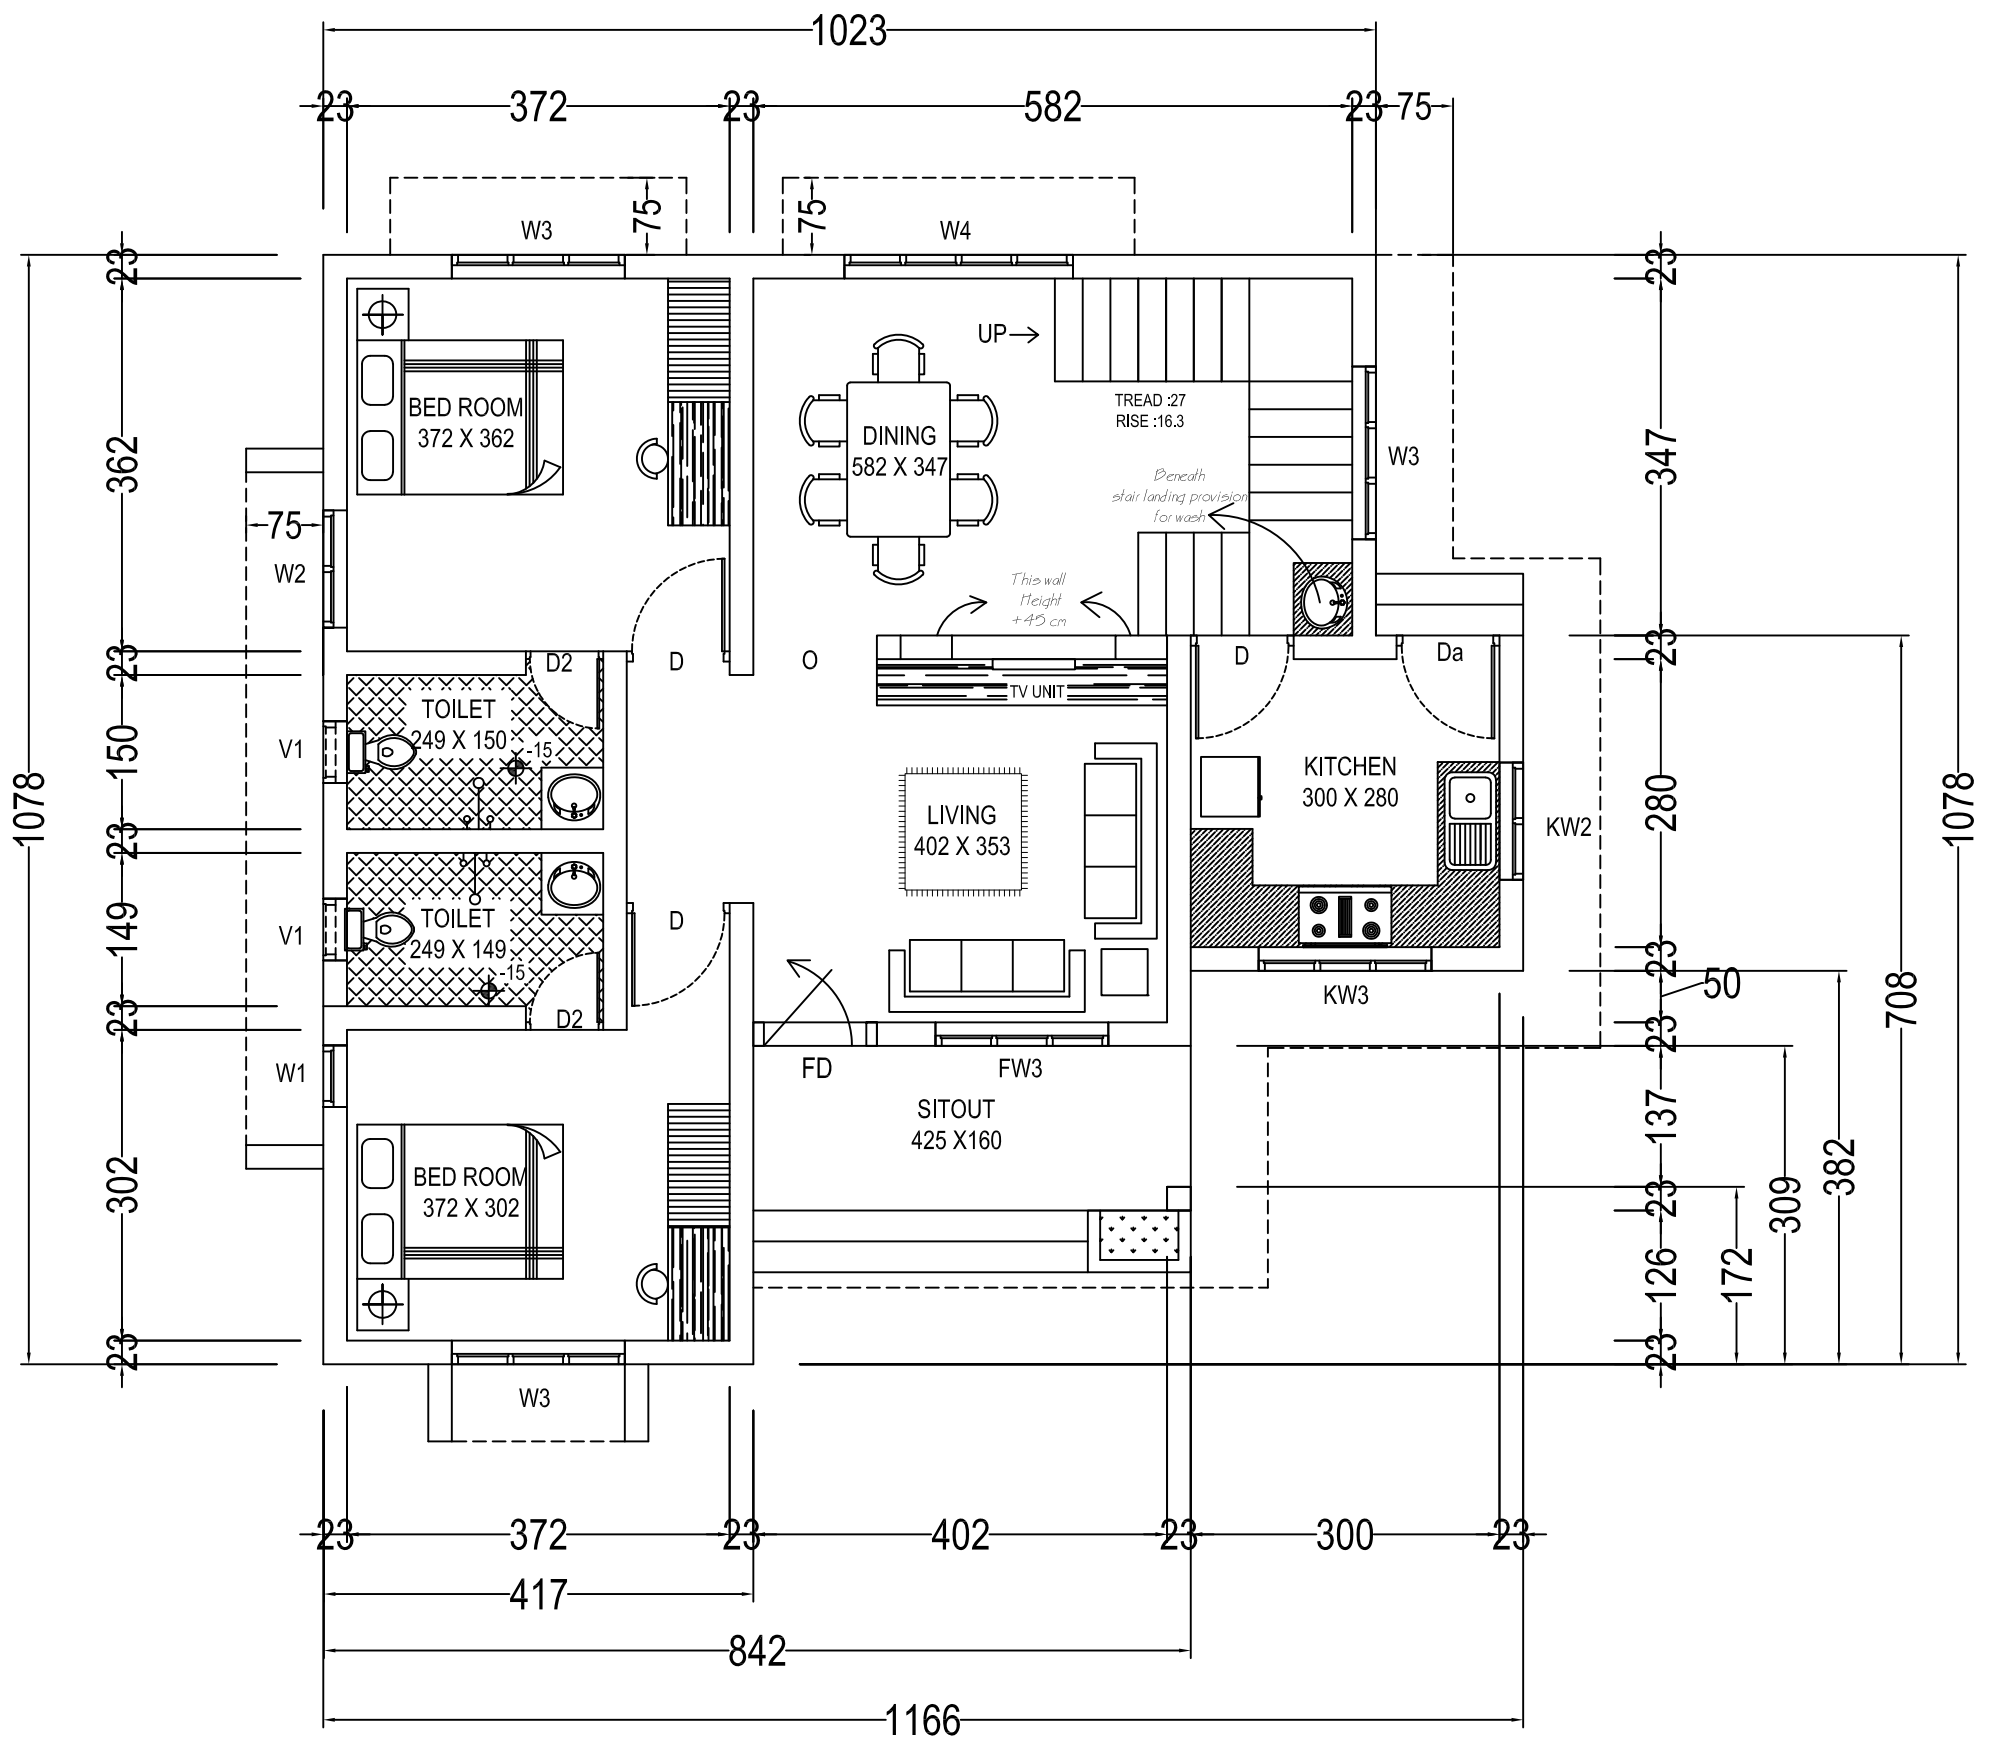 1023
23
372
23
582
23
75
75
75
W3
W4
23
362
23
150
23
149
23
302
23
1078
75
W2
V1
V1
W1
BED ROOM
372 X 362
UP
TREAD :27
RISE :16.3
DINING
582 X 347
Beneath
stair landing provision
for wash
This wall
Height
+45 cm
W3
D2
D
O
D
Da
TV UNIT
TOILET
249 X 150
-15
LIVING
402 X 353
KITCHEN
300 X 280
KW2
D
TOILET
249 X 149
-15
D2
KW3
FD
FW3
SITOUT
425 X160
BED ROOM
372 X 302
W3
23
347
23
280
23
50
23
137
23
126
23
172
309
382
708
1078
23
372
23
402
23
300
23
417
842
1166